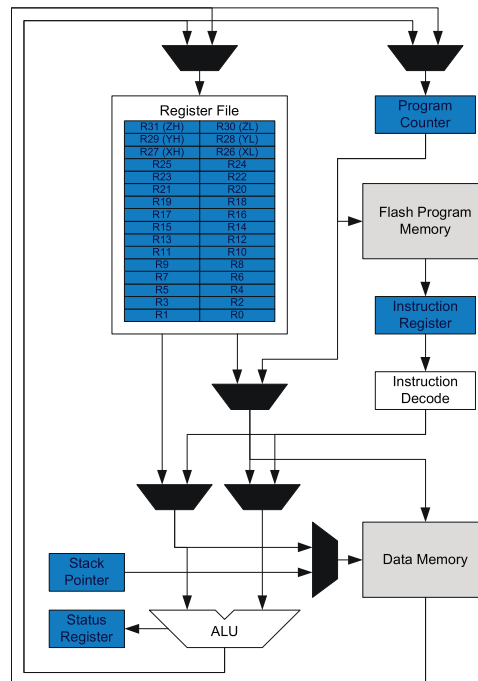 Register File
R31 (ZH) R30 (ZL)
R29 (YH) R28 (YL)
R27 (XH) R26 (XL)
R25 R24
R23 R22
R21 R20
R19 R18
R17 R16
R15 R14
R13 R12
R11 R10
R9 R8
R7 R6
R5 R4
R3 R2
R1 R0
Program
Counter
Flash Program
Memory
Instruction
Register
Instruction
Decode
Data Memory
Stack
Pointer
Status
Register
ALU